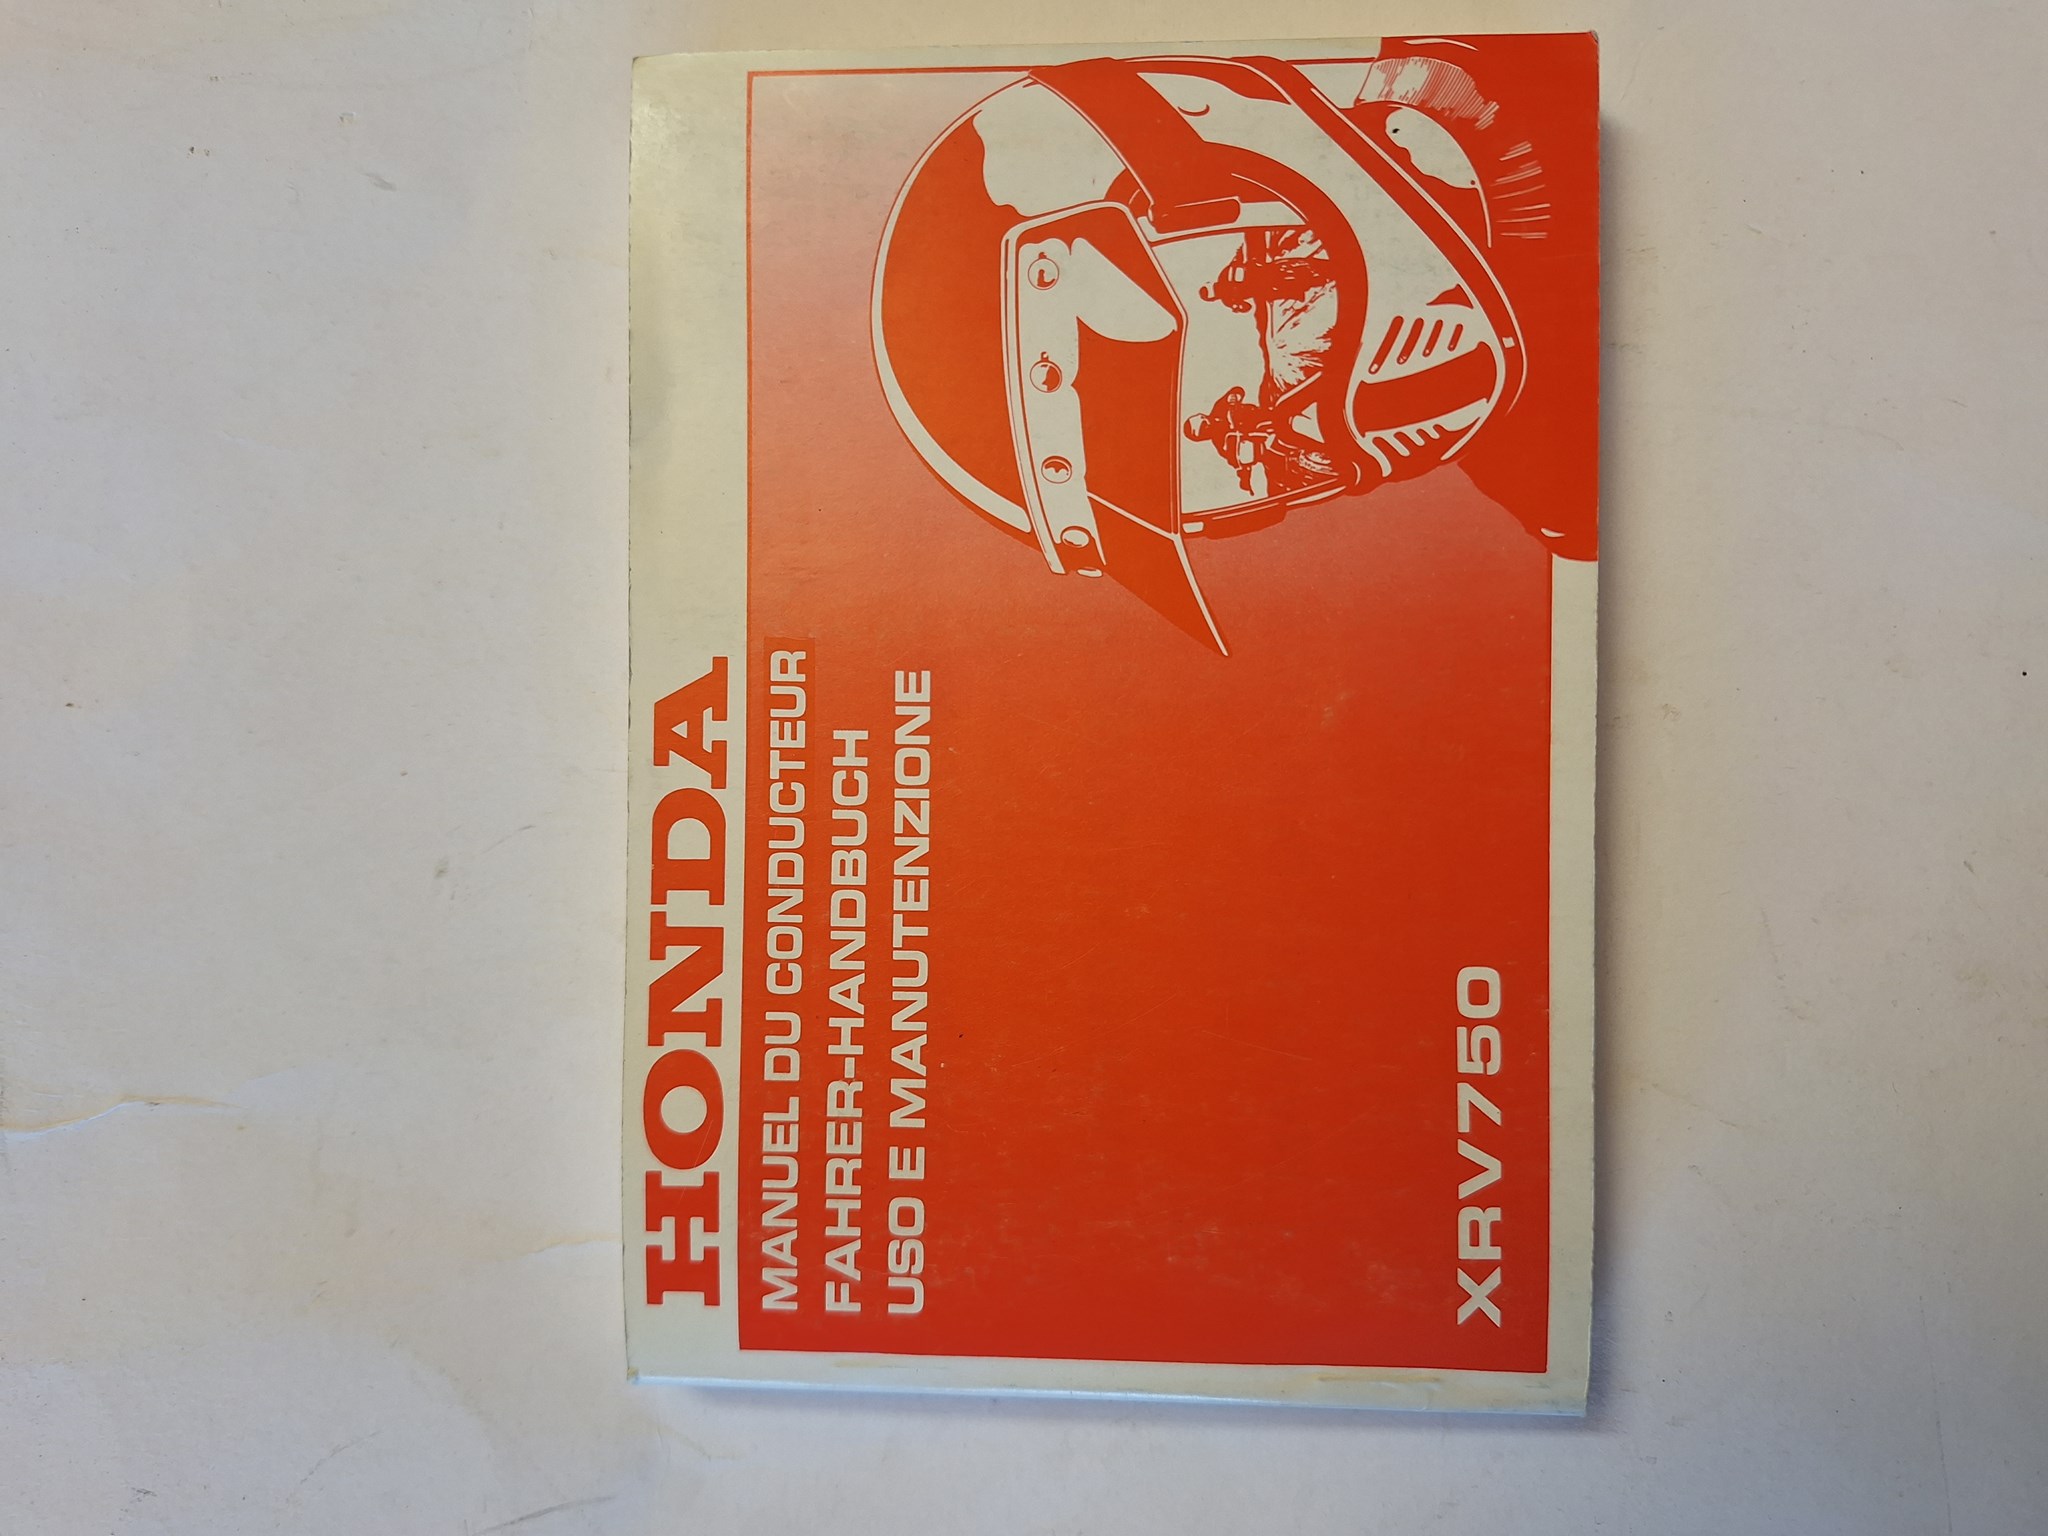 HONDA
MANUEL DU CONDUCTEUR
FAHRER-HANDBUCH
USO E MANUTENZIONE
XRV750